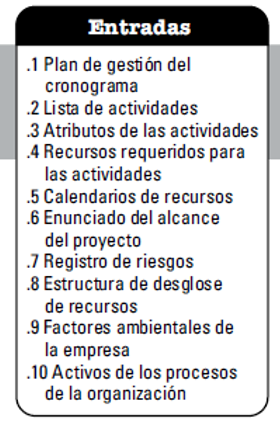 Entradas
.1 Plan de gestión del
cronograma
.2 Lista de actividades
.3 Atributos de las actividades
.4 Recursos requeridos para
las actividades
.5 Calendarios de recursos
.6 Enunciado del alcance
del proyecto
.7 Registro de riesgos
.8 Estructura de desglose
de recursos
.9 Factores ambientales de
la empresa
.10 Activos de los procesos
de la organización